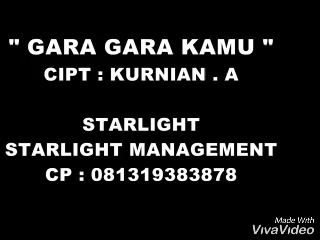 " GARA GARA KAMU "
CIPT : KURNIAN . A
STARLIGHT
STARLIGHT MANAGEMENT
CP : 081319383878
Made With
VivaVideo